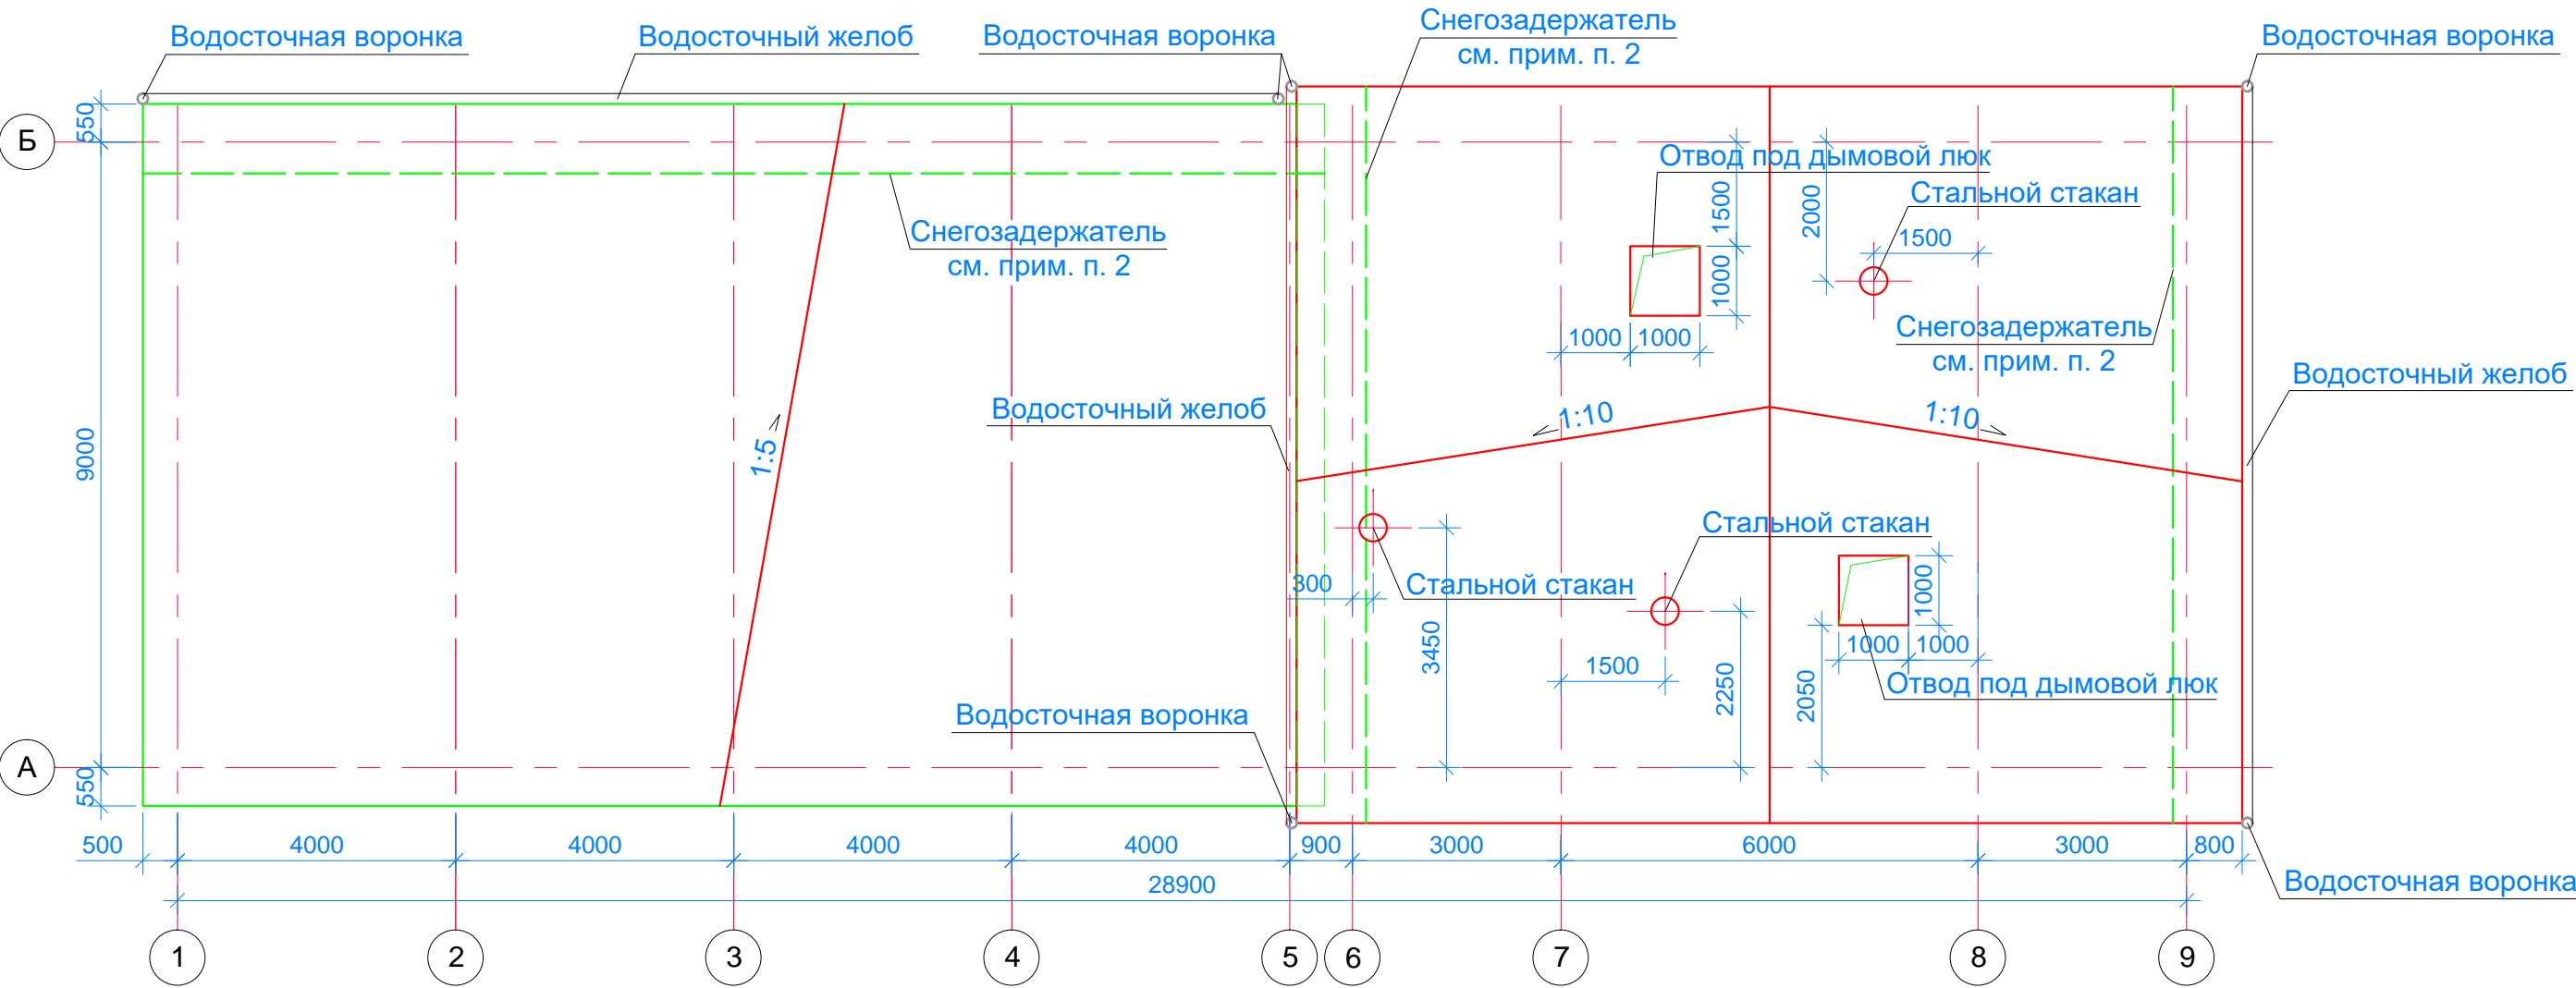 Водосточная воронка
Водосточный желоб
Водосточная воронка
Снегозадержатель
см. прим. п. 2
Водосточная воронка
550
Б
Отвод под дымовой люк
1500
2000
Стальной стакан
1500
Снегозадержатель
см. прим. п. 2
1000
1000
1000
Снегозадержатель
см. прим. п. 2
Водосточный желоб
Водосточный желоб
1:10
1:10
1:5
9000
Стальной стакан
300
Стальной стакан
1000
3450
1500
2250
1000
1000
2050
Отвод под дымовой люк
Водосточная воронка
А
550
500
4000
4000
4000
4000
900
3000
6000
3000
800
28900
Водосточная воронка
1
2
3
4
5
6
7
8
9